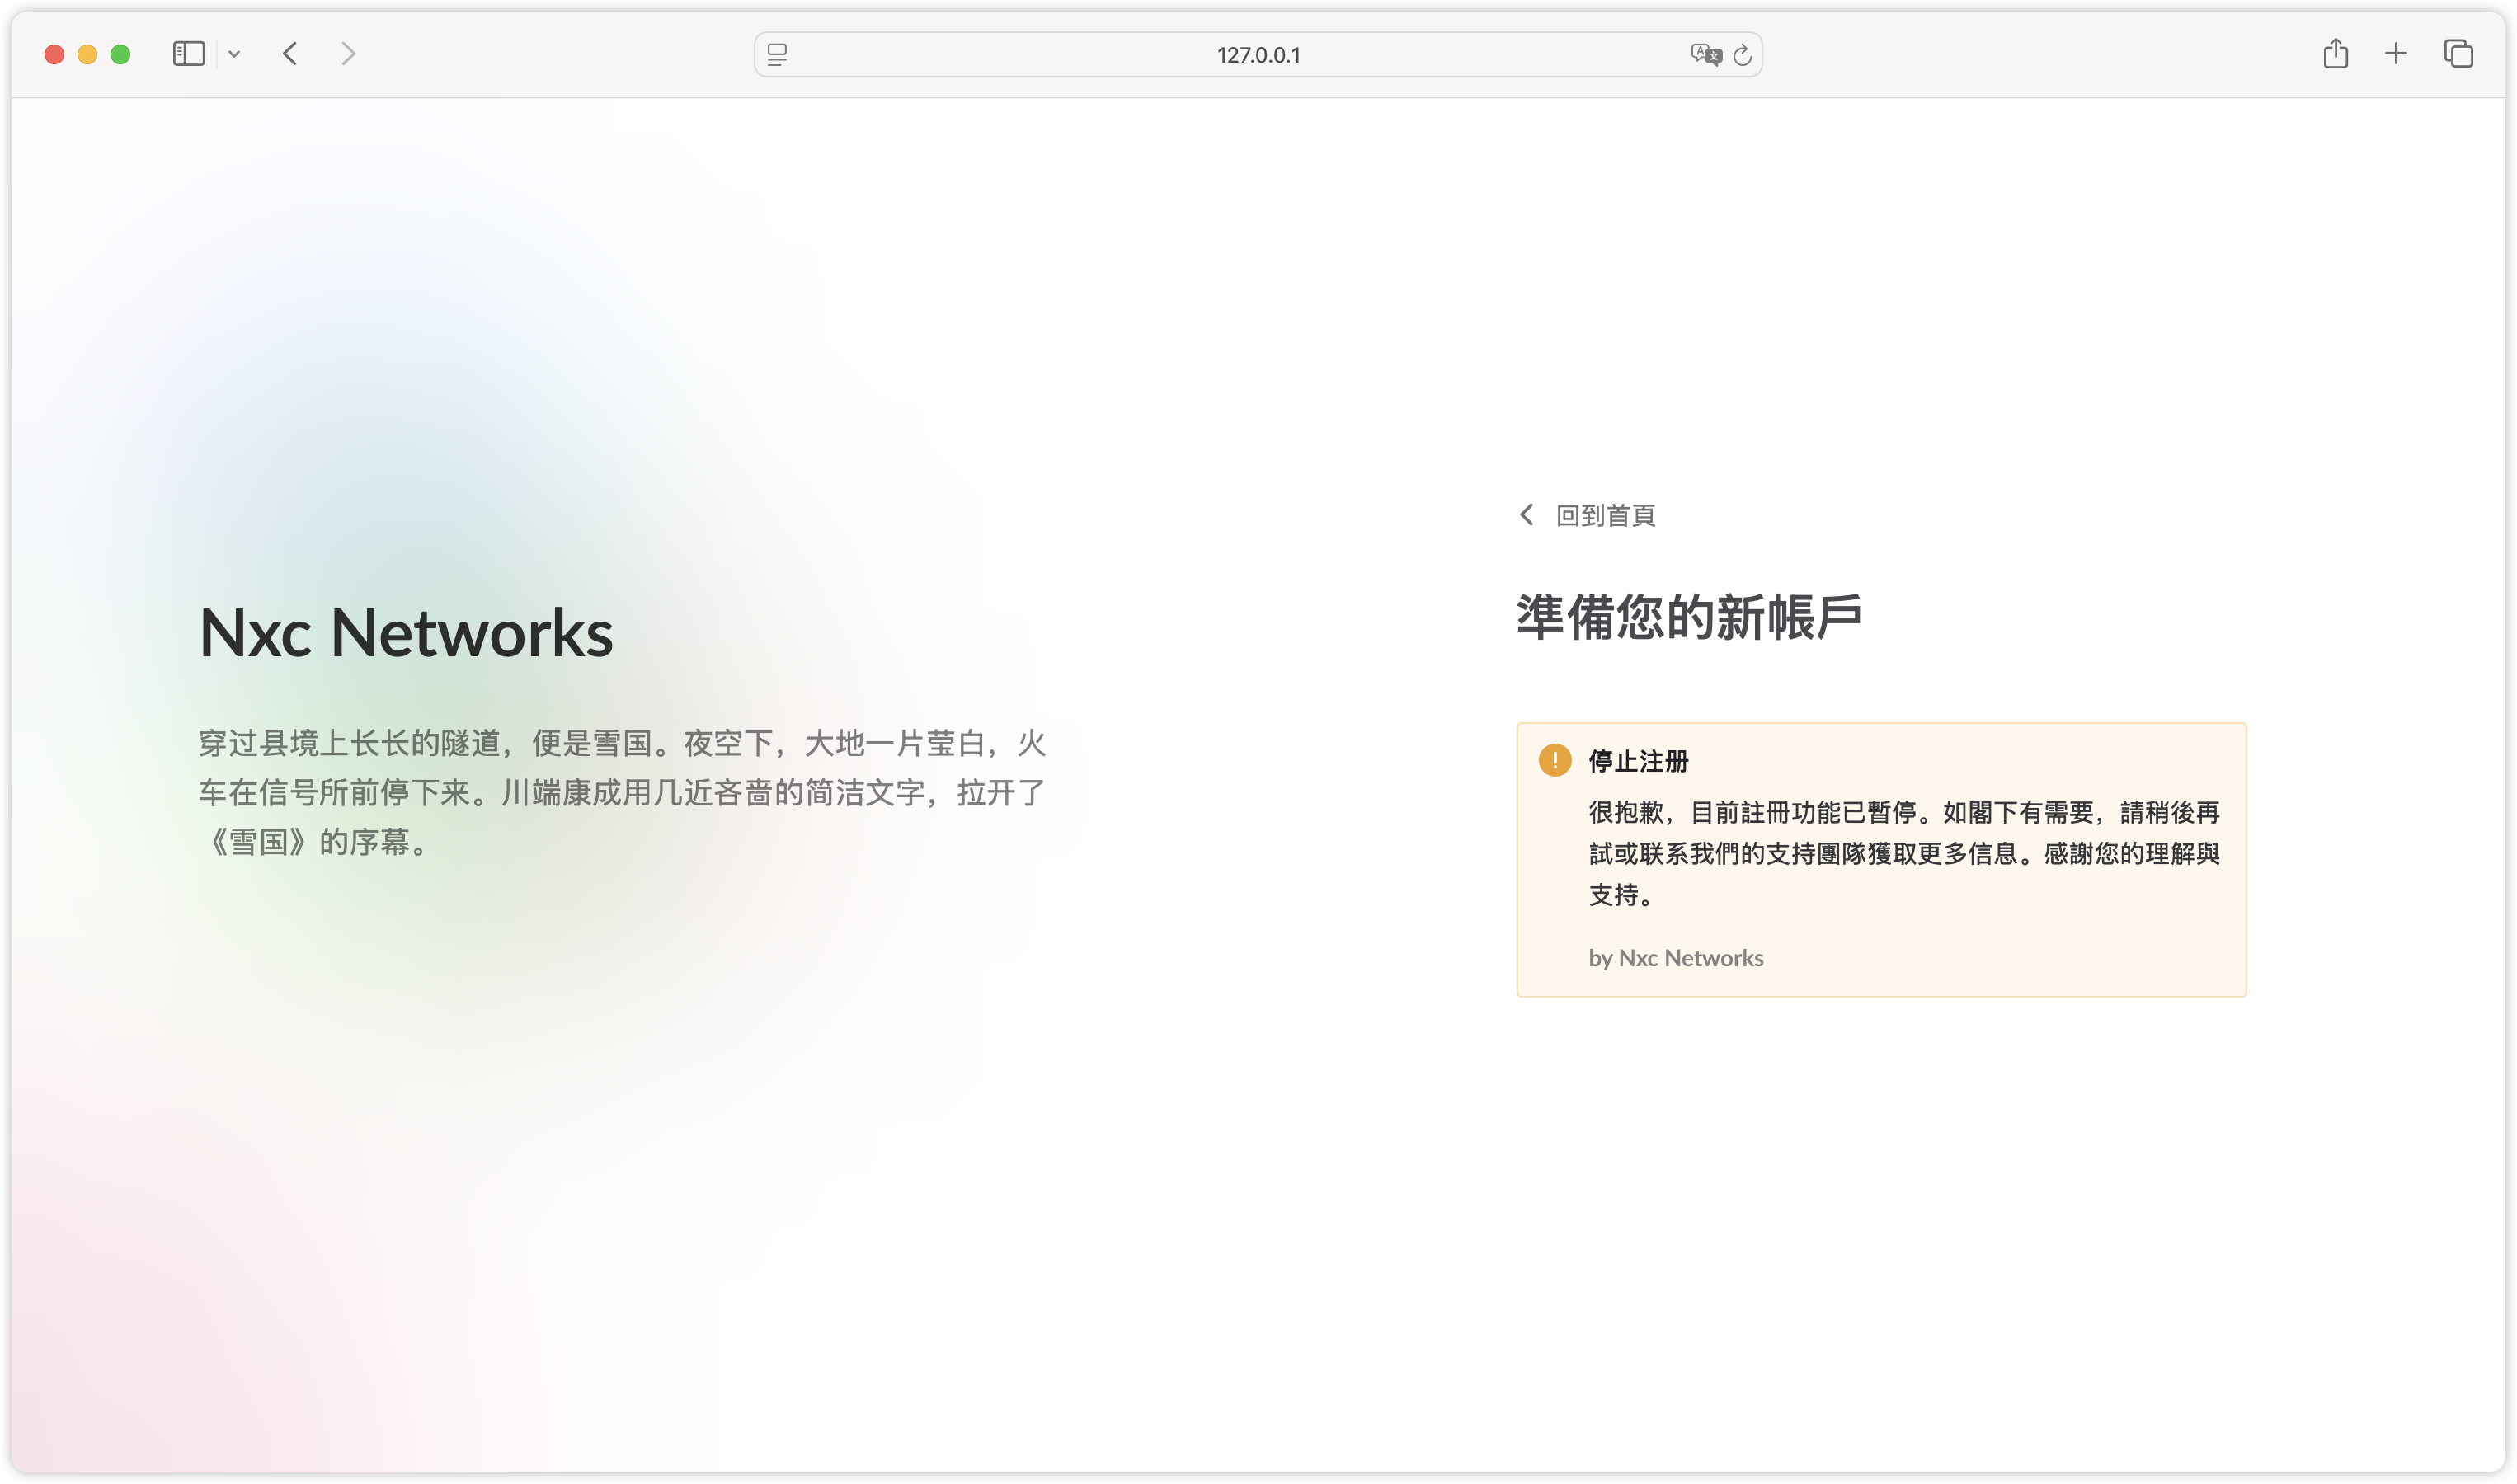 127.0.0.1
Nxc Networks
穿过县境上长长的隧道，便是雪国。夜空下，大地一片莹白，火
车在信号所前停下来。川端康成用几近吝啬的简洁文字，拉开了
《雪国》的序幕。
回到首頁
準備您的新帳戶
停止注册
很抱歉，目前註冊功能已暫停。如閣下有需要，請稍後再
試或联系我們的支持團隊獲取更多信息。感謝您的理解與
支持。
by Nxc Networks